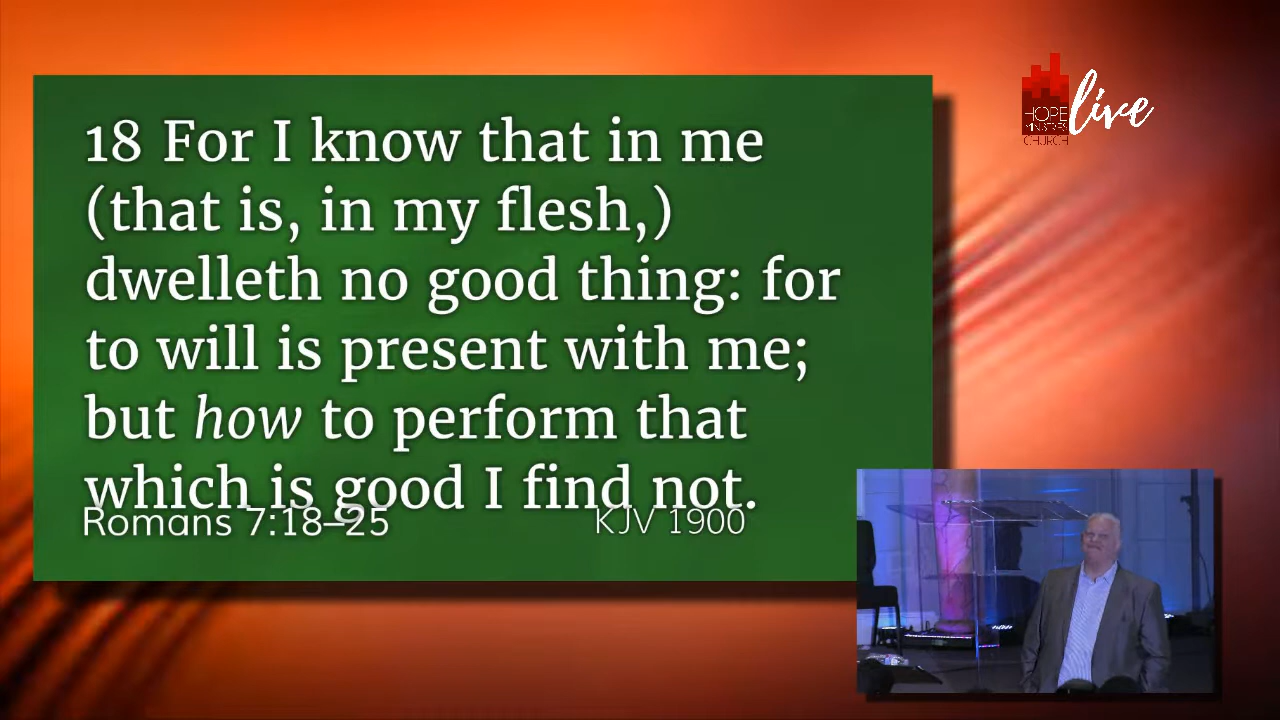 18 For I know that in me
(that is, in my flesh,)
dwelleth no good thing: for
to will is present with me;
but how to perform that
which is good I find not.
Romans 7:18–25 KJV 1900
HOPE
MINISTRIES
CHURCH
live